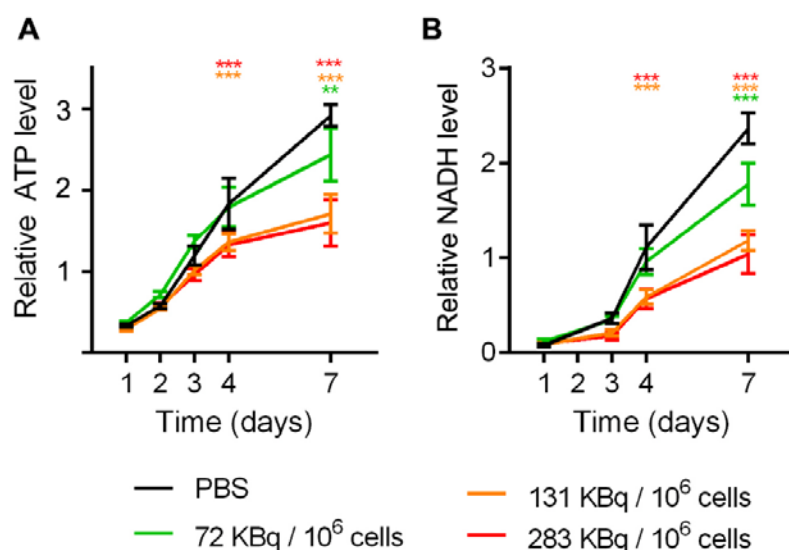 A
Relative ATP level
3
2
1
***
***
***
***
**
1 2 3 4 7
Time (days)
B
Relative NADH level
3
2
1
0
***
***
***
***
***
1 2 3 4 7
Time (days)
PBS
72 KBq / 10⁶ cells
131 KBq / 10⁶ cells
283 KBq / 10⁶ cells